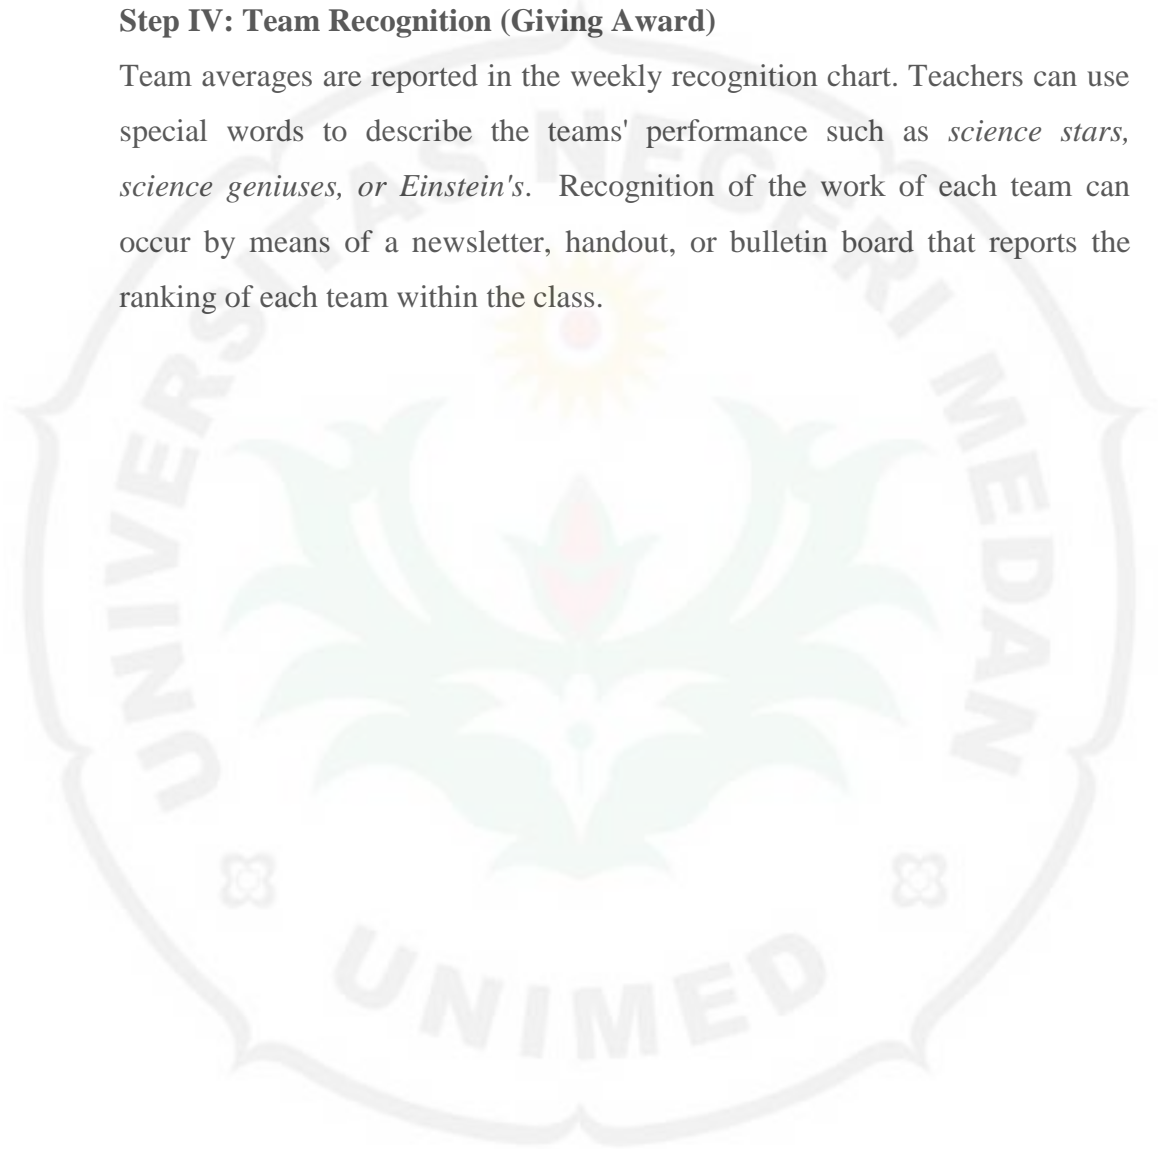 Step IV: Team Recognition (Giving Award)
Team averages are reported in the weekly recognition chart. Teachers can use
special words to describe the teams' performance such as science stars,
science geniuses, or Einstein's. Recognition of the work of each team can
occur by means of a newsletter, handout, or bulletin board that reports the
ranking of each team within the class.
UNIVERSITAS NEGERI MEDAN
UNIMED